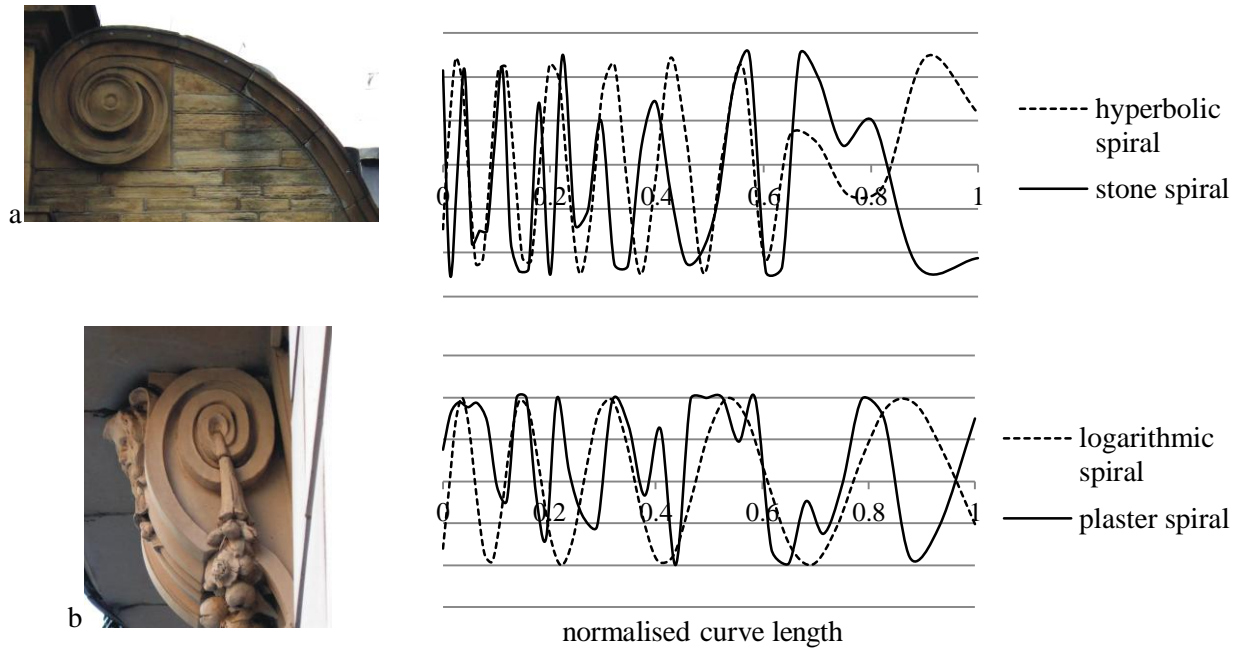 a
0 0.2 0.4 0.6 0.8 1
hyperbolic
spiral
stone spiral
b
0 0.2 0.4 0.6 0.8 1
logarithmic
spiral
plaster spiral
normalised curve length